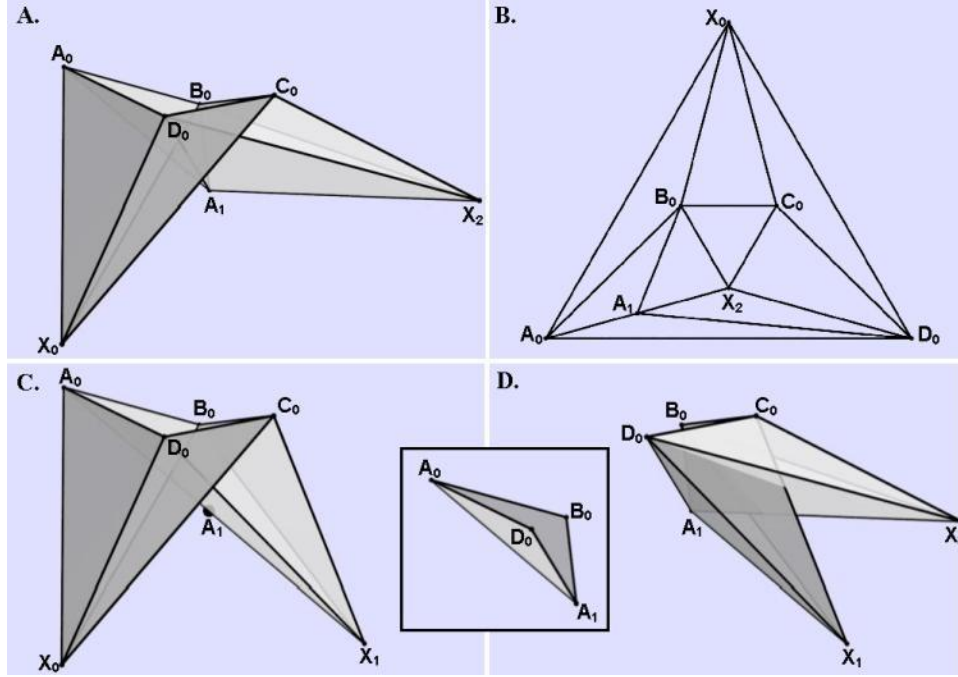 A.
A₀
B₀
C₀
D₀
A₁
X₂
X₀
B.
X₀
B₀
C₀
A₁
X₂
A₀
D₀
C.
A₀
B₀
C₀
D₀
A₁
X₀
X₁
A₀
B₀
D₀
A₁
D.
B₀
C₀
D₀
A₁
X
X₁